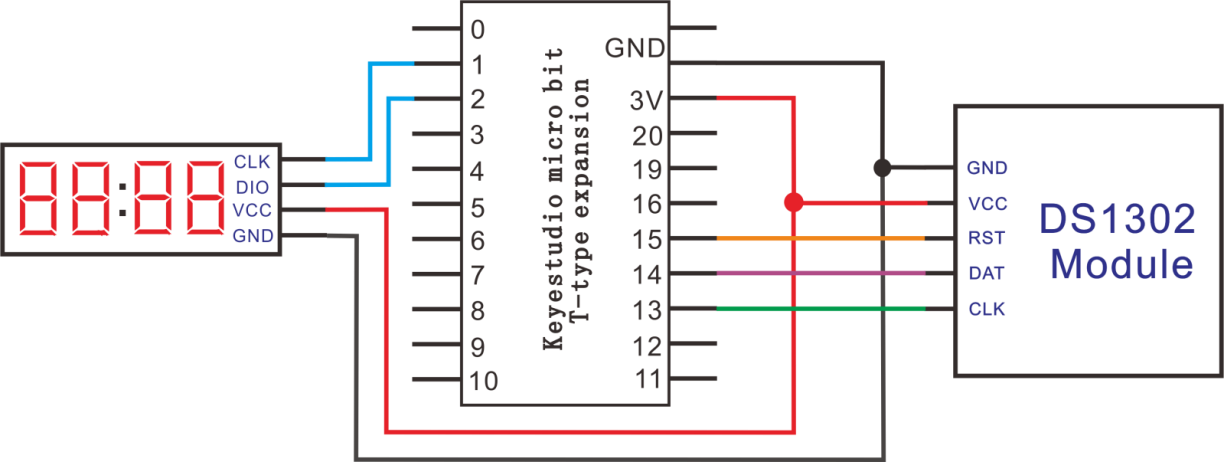 88:88
CLK
DIO
VCC
GND
0
1
2
3
4
5
6
7
8
9
10
Keyestudio micro bit
T-type expansion
GND
3V
20
19
16
15
14
13
12
11
GND
VCC
RST
DAT
CLK
DS1302
Module